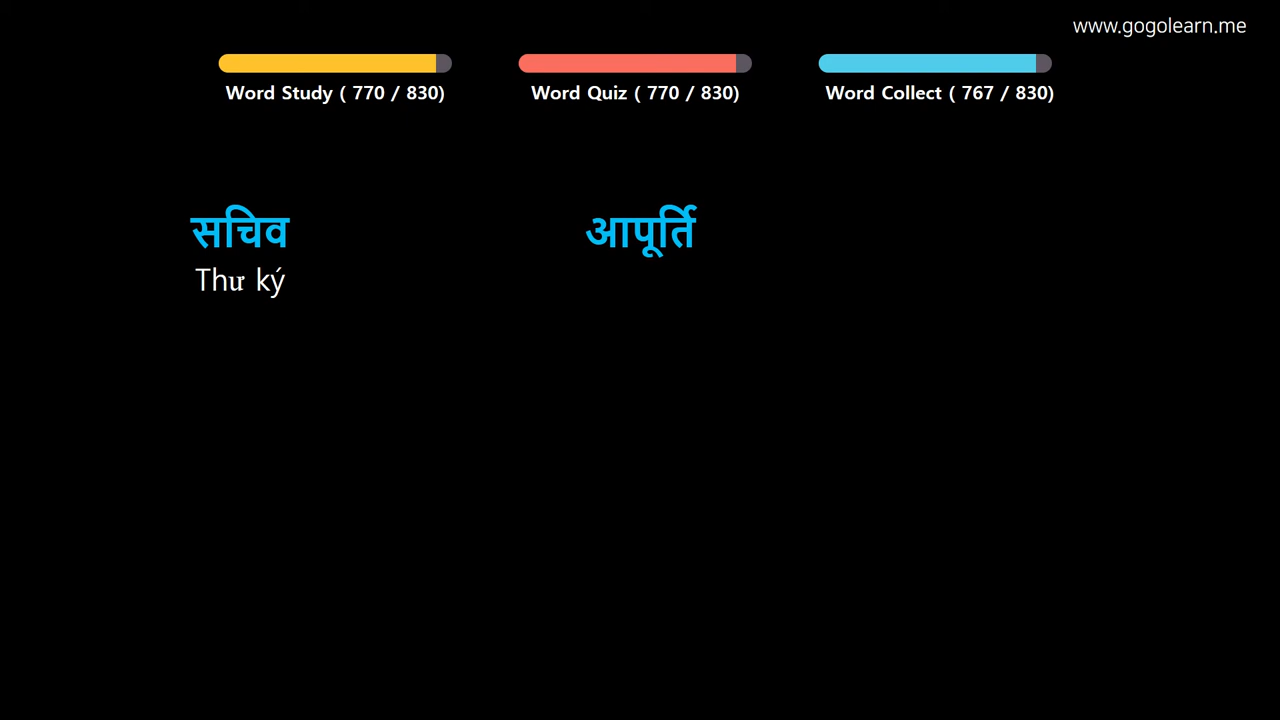 www.gogolearn.me
Word Study ( 770 / 830)
Word Quiz ( 770 / 830)
Word Collect ( 767 / 830)
सचिव
Thư ký
आपूर्ति